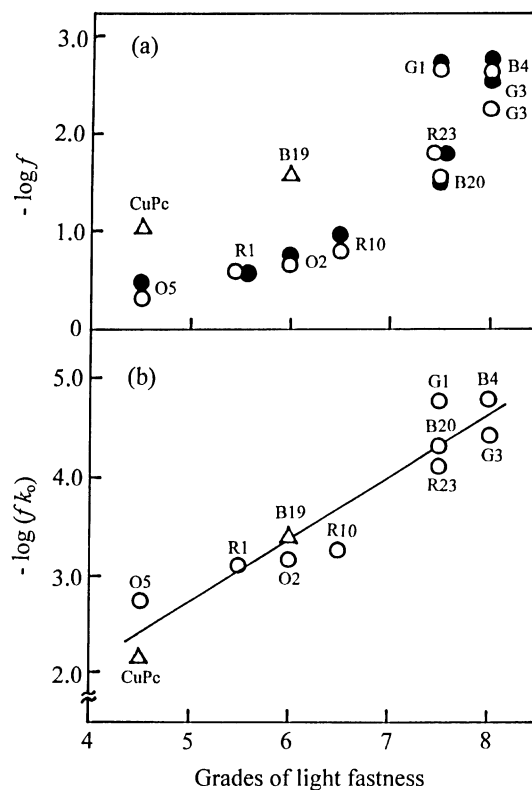 3.0
(a)
G1
B4
G3
G3
2.0
R23
B19
B20
CuPc
1.0
R1
R10
O2
O5
0
- log f
5.0
(b)
G1
B4
B20
G3
R23
4.0
B19
R10
R1
O2
3.0
O5
2.0
CuPc
- log (f k₀)
4 5 6 7 8
Grades of light fastness